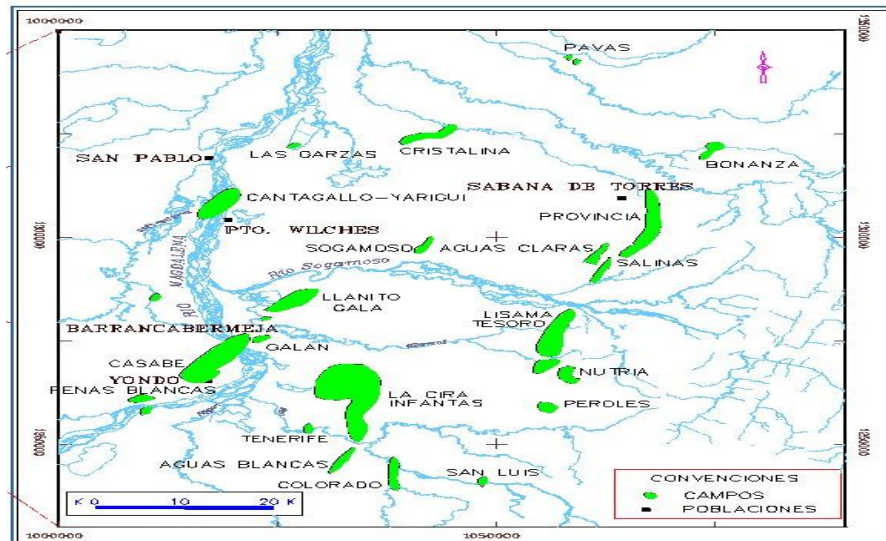 1000000
PAVAS
SAN PABLO
LAS GARZAS
CRISTALINA
BONANZA
SABANA DE TORRES
CANTAGALLO-YARIGUI
PROVINCIA
PTO. WILCHES
SOGAMOSO
AGUAS CLARAS
SALINAS
Rio Sogamoso
RIO MAGDALENA
LLANITO
GALA
LISAMA
TESORO
BARRANCABERMEJA
GALAN
CASABE
YONDO
PENAS BLANCAS
NUTRIA
LA CIRA
INFANTAS
PEROLES
TENERIFE
AGUAS BLANCAS
COLORADO
SAN LUIS
CONVENCIONES
CAMPOS
POBLACIONES
K 0 10 20 K
1050000